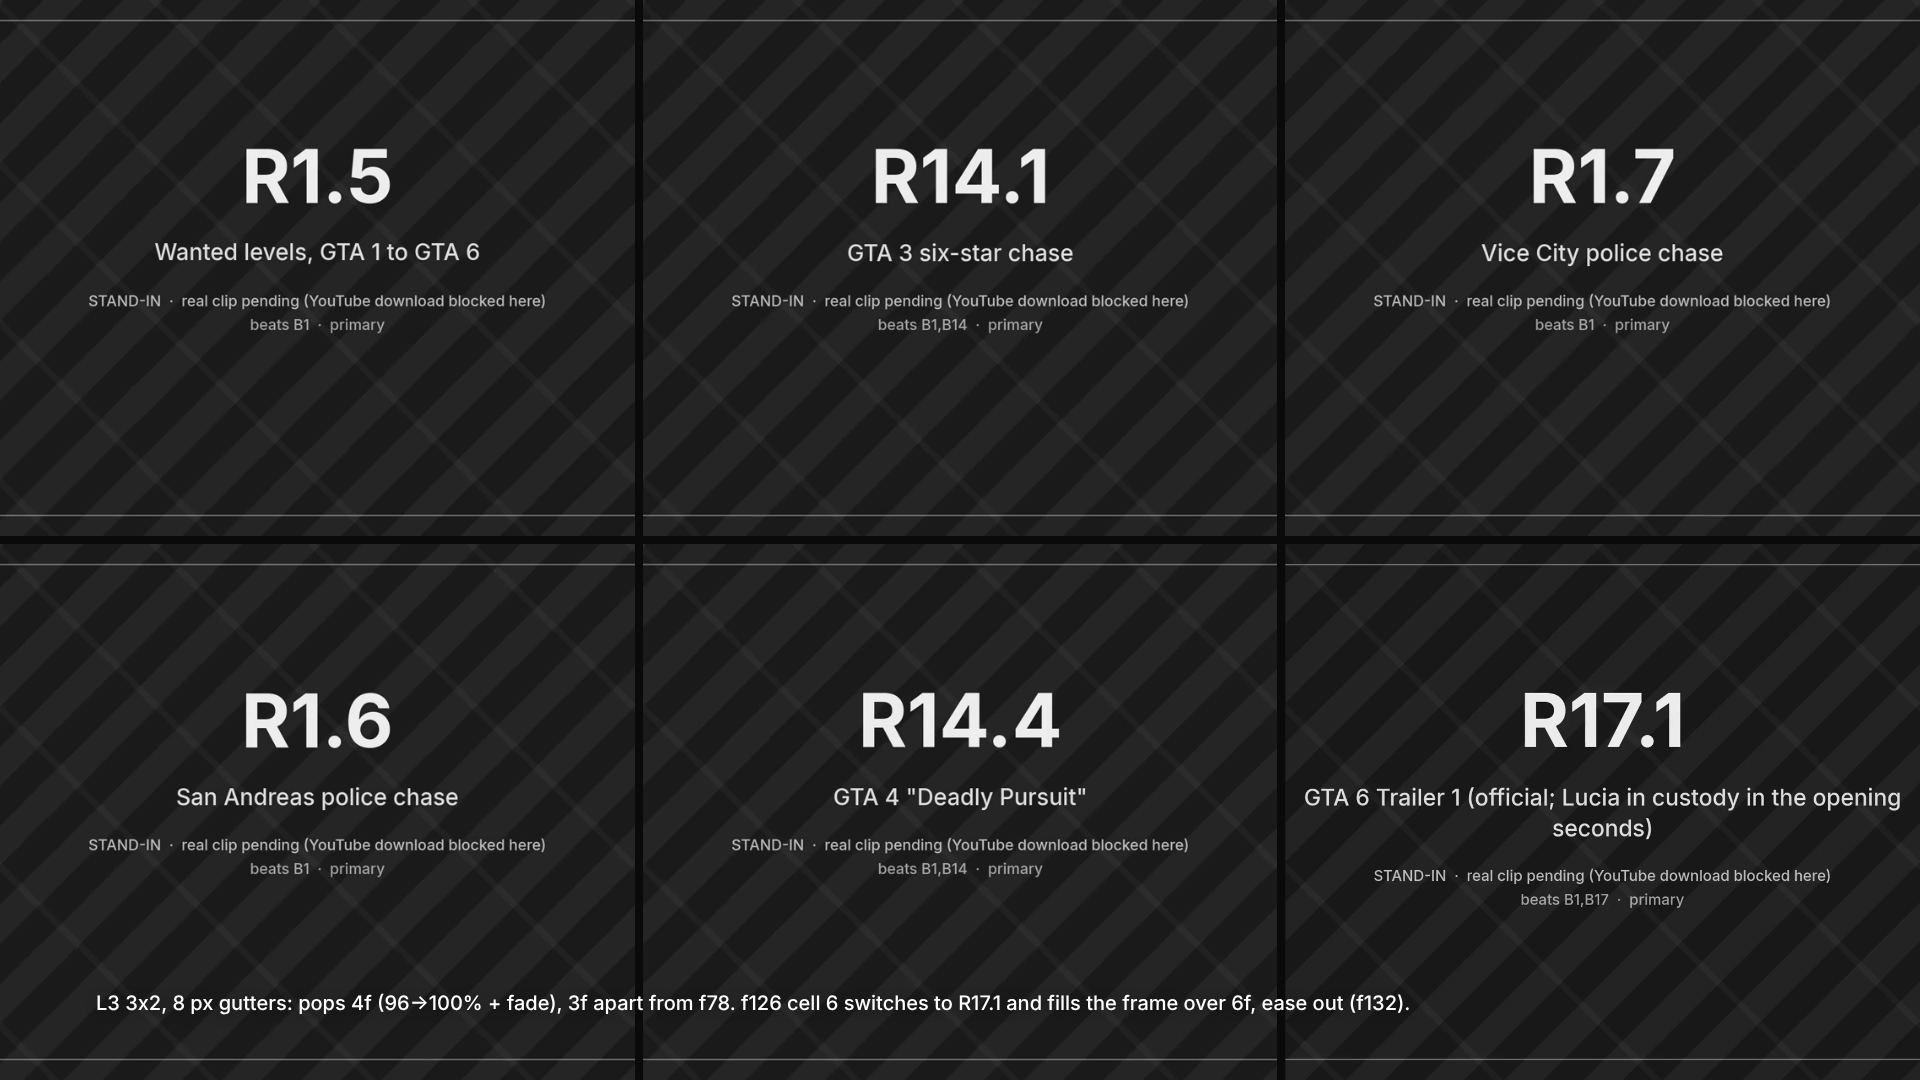 R1.5
Wanted levels, GTA 1 to GTA 6
STAND-IN · real clip pending (YouTube download blocked here)
beats B1 · primary
R14.1
GTA 3 six-star chase
STAND-IN · real clip pending (YouTube download blocked here)
beats B1,B14 · primary
R1.7
Vice City police chase
STAND-IN · real clip pending (YouTube download blocked here)
beats B1 · primary
R1.6
San Andreas police chase
STAND-IN · real clip pending (YouTube download blocked here)
beats B1 · primary
R14.4
GTA 4 "Deadly Pursuit"
STAND-IN · real clip pending (YouTube download blocked here)
beats B1,B14 · primary
R17.1
GTA 6 Trailer 1 (official; Lucia in custody in the opening
seconds)
STAND-IN · real clip pending (YouTube download blocked here)
beats B1,B17 · primary
L3 3x2, 8 px gutters: pops 4f (96→100% + fade), 3f apart from f78. f126 cell 6 switches to R17.1 and fills the frame over 6f, ease out (f132).